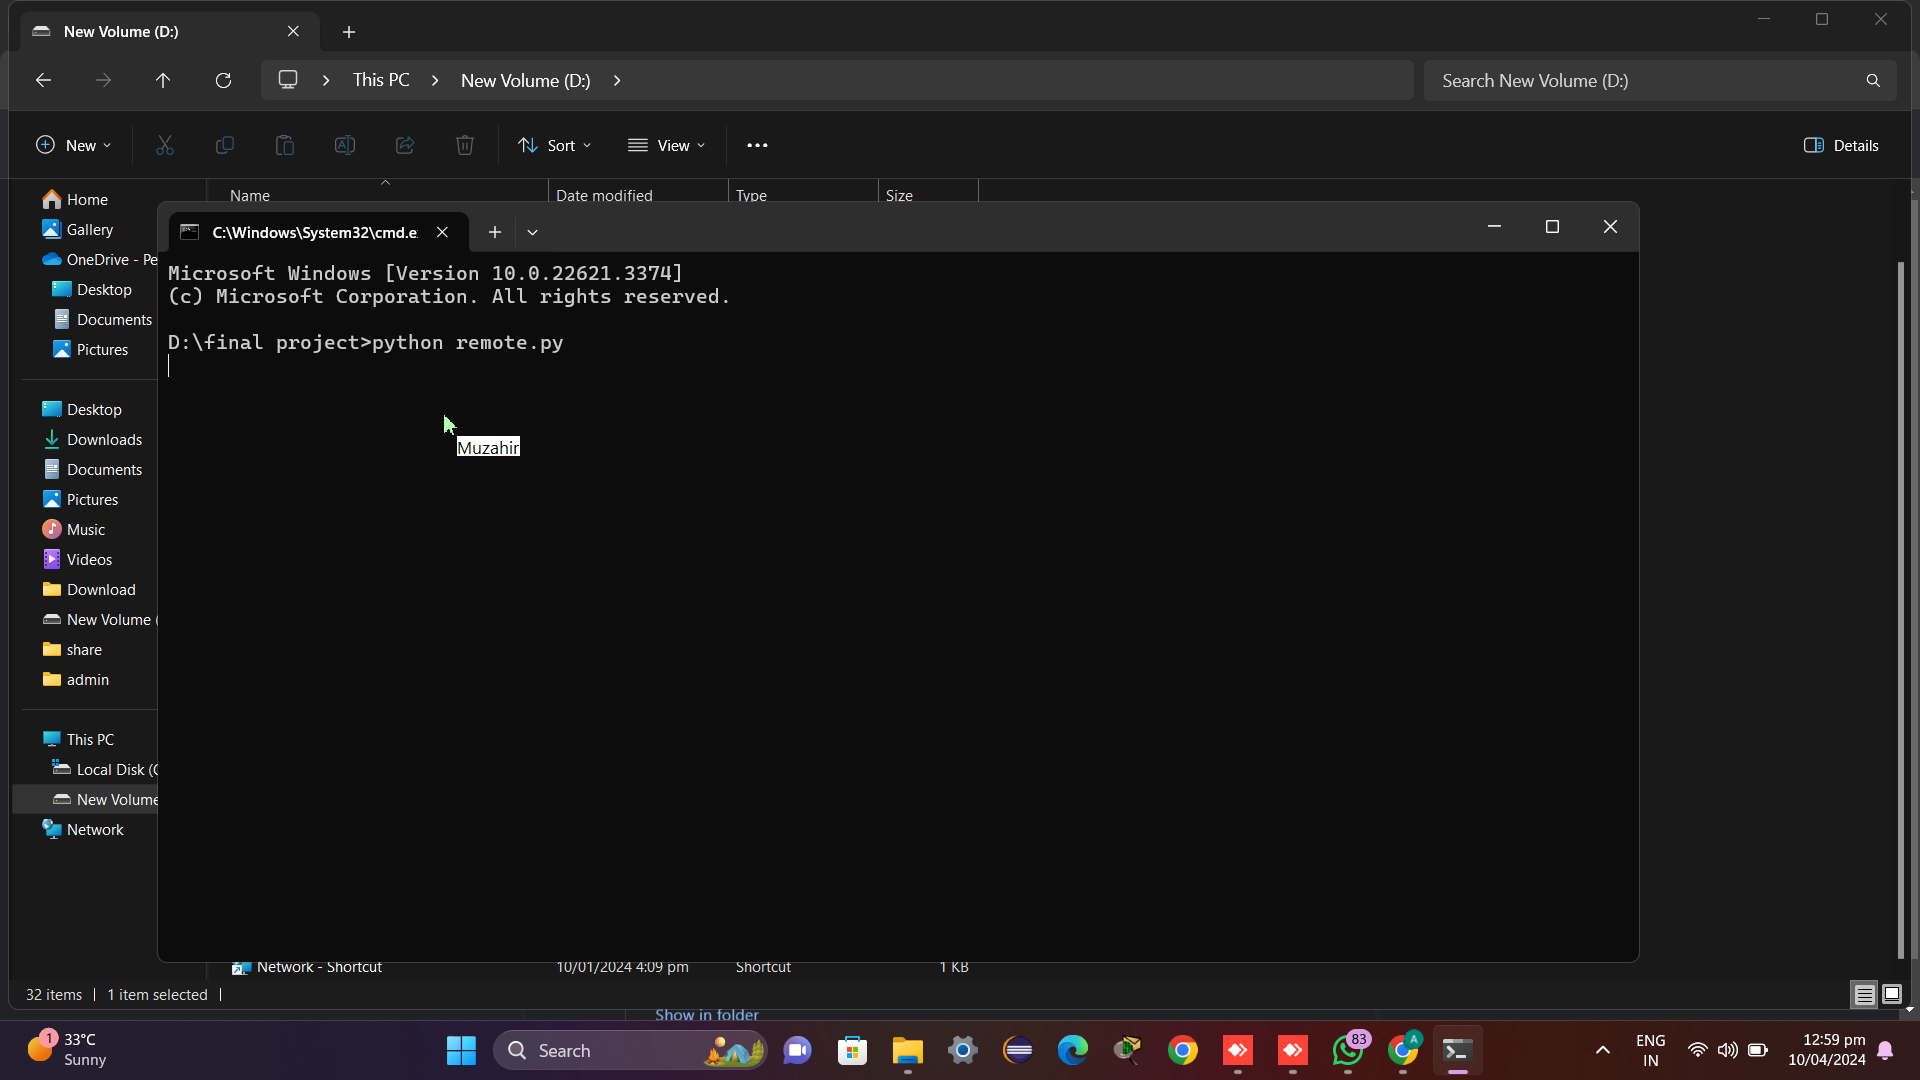 New Volume (D:)
This PC
New Volume (D:)
Search New Volume (D:)
New
Sort
View
Details
Name
Date modified
Type
Size
Home
Gallery
OneDrive - Pe
Desktop
Documents
Pictures
Desktop
Downloads
Documents
Pictures
Music
Videos
Download
New Volume (
share
admin
This PC
Local Disk (C
New Volume
Network
C:\Windows\System32\cmd.e
Microsoft Windows [Version 10.0.22621.3374]
(c) Microsoft Corporation. All rights reserved.
D:\final project>python remote.py
Muzahir
Network - Shortcut
10/01/2024 4:09 pm
Shortcut
1 KB
32 items
1 item selected
Show in folder
1
33°C
Sunny
Search
83
A
ENG
IN
12:59 pm
10/04/2024